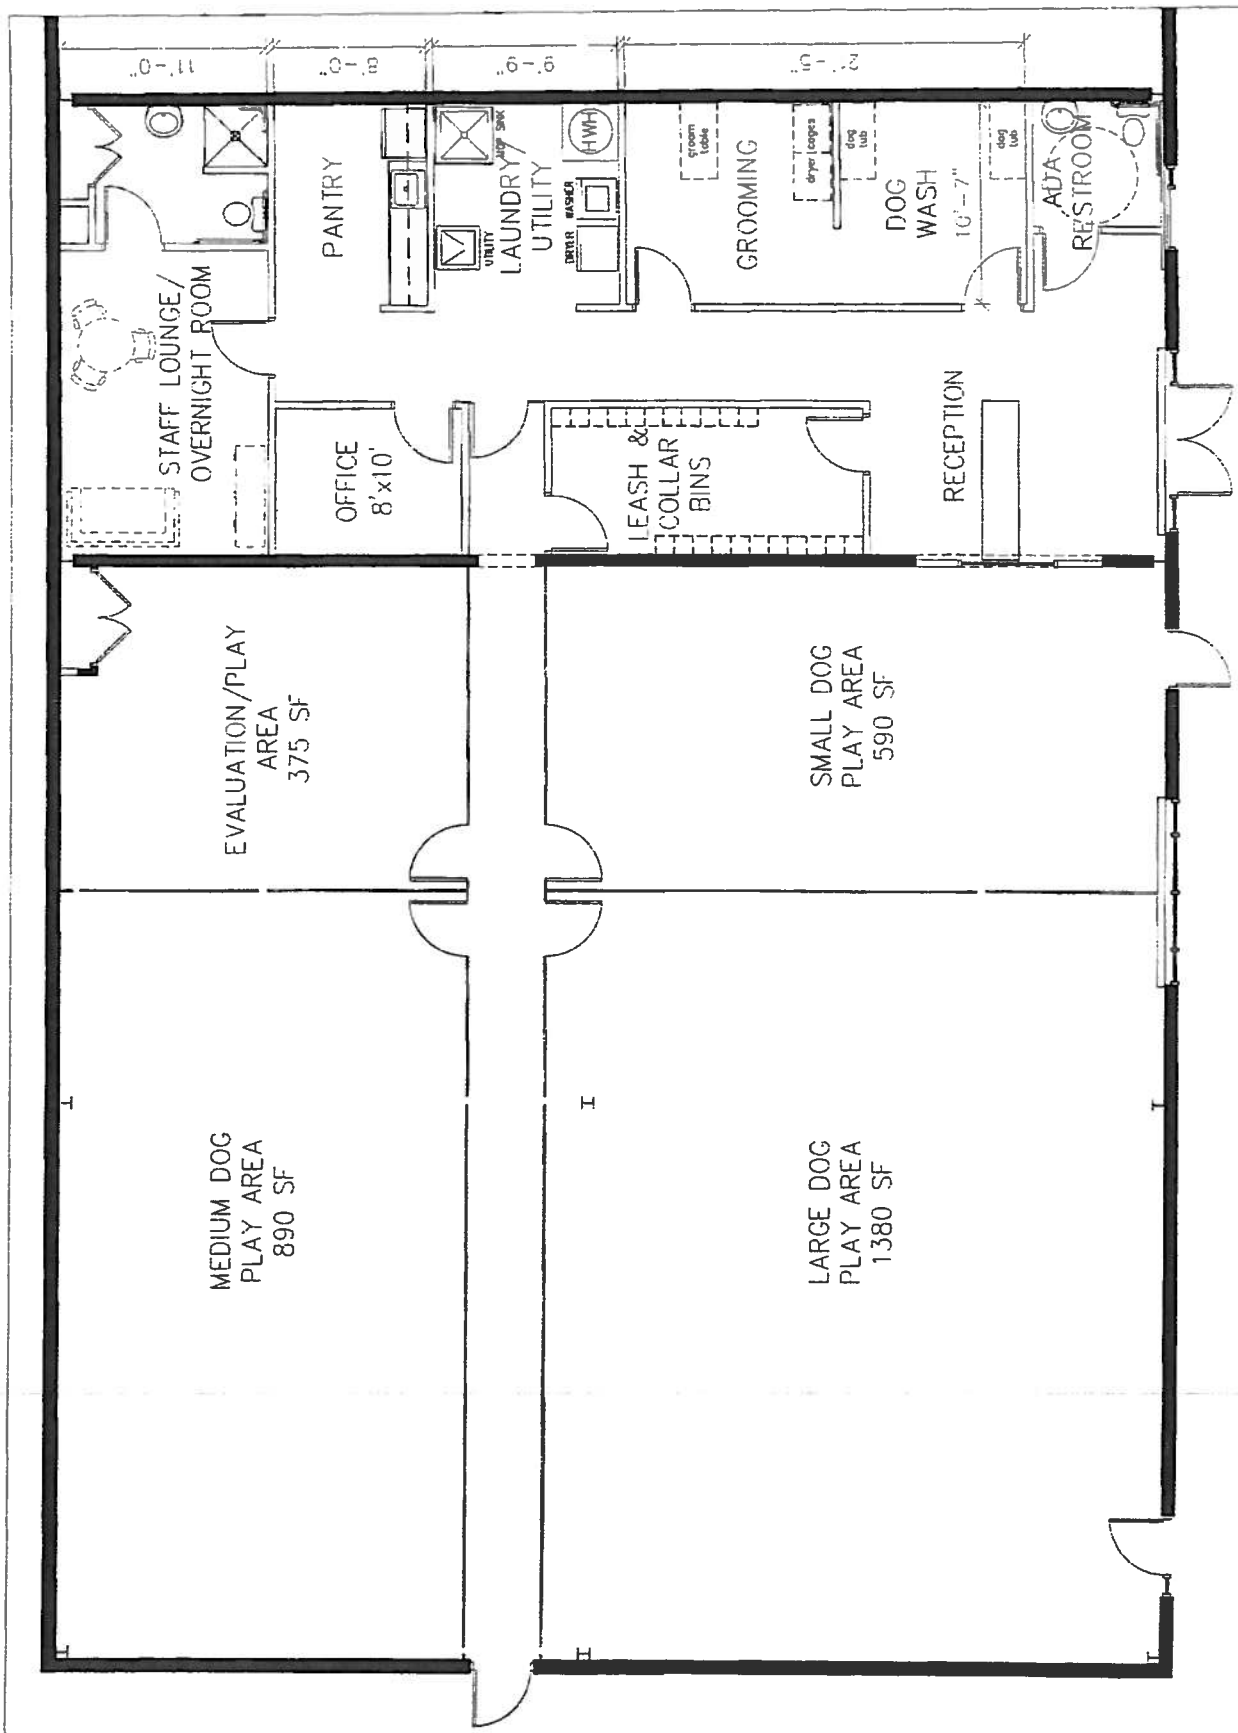 11'-0"
8'-0"
9'-9"
21'-5"
STAFF LOUNGE/
OVERNIGHT ROOM
PANTRY
MOP SINK
UTILITY
LAUNDRY/
UTILITY
DRYER
WASHER
HWH
groom
table
GROOMING
dryer cages
dog
tub
DOG
WASH
10'-7"
dog
tub
ADA
RESTROOM
OFFICE
8'x10'
LEASH &
COLLAR
BINS
RECEPTION
EVALUATION/PLAY
AREA
375 SF
SMALL DOG
PLAY AREA
590 SF
MEDIUM DOG
PLAY AREA
890 SF
LARGE DOG
PLAY AREA
1380 SF